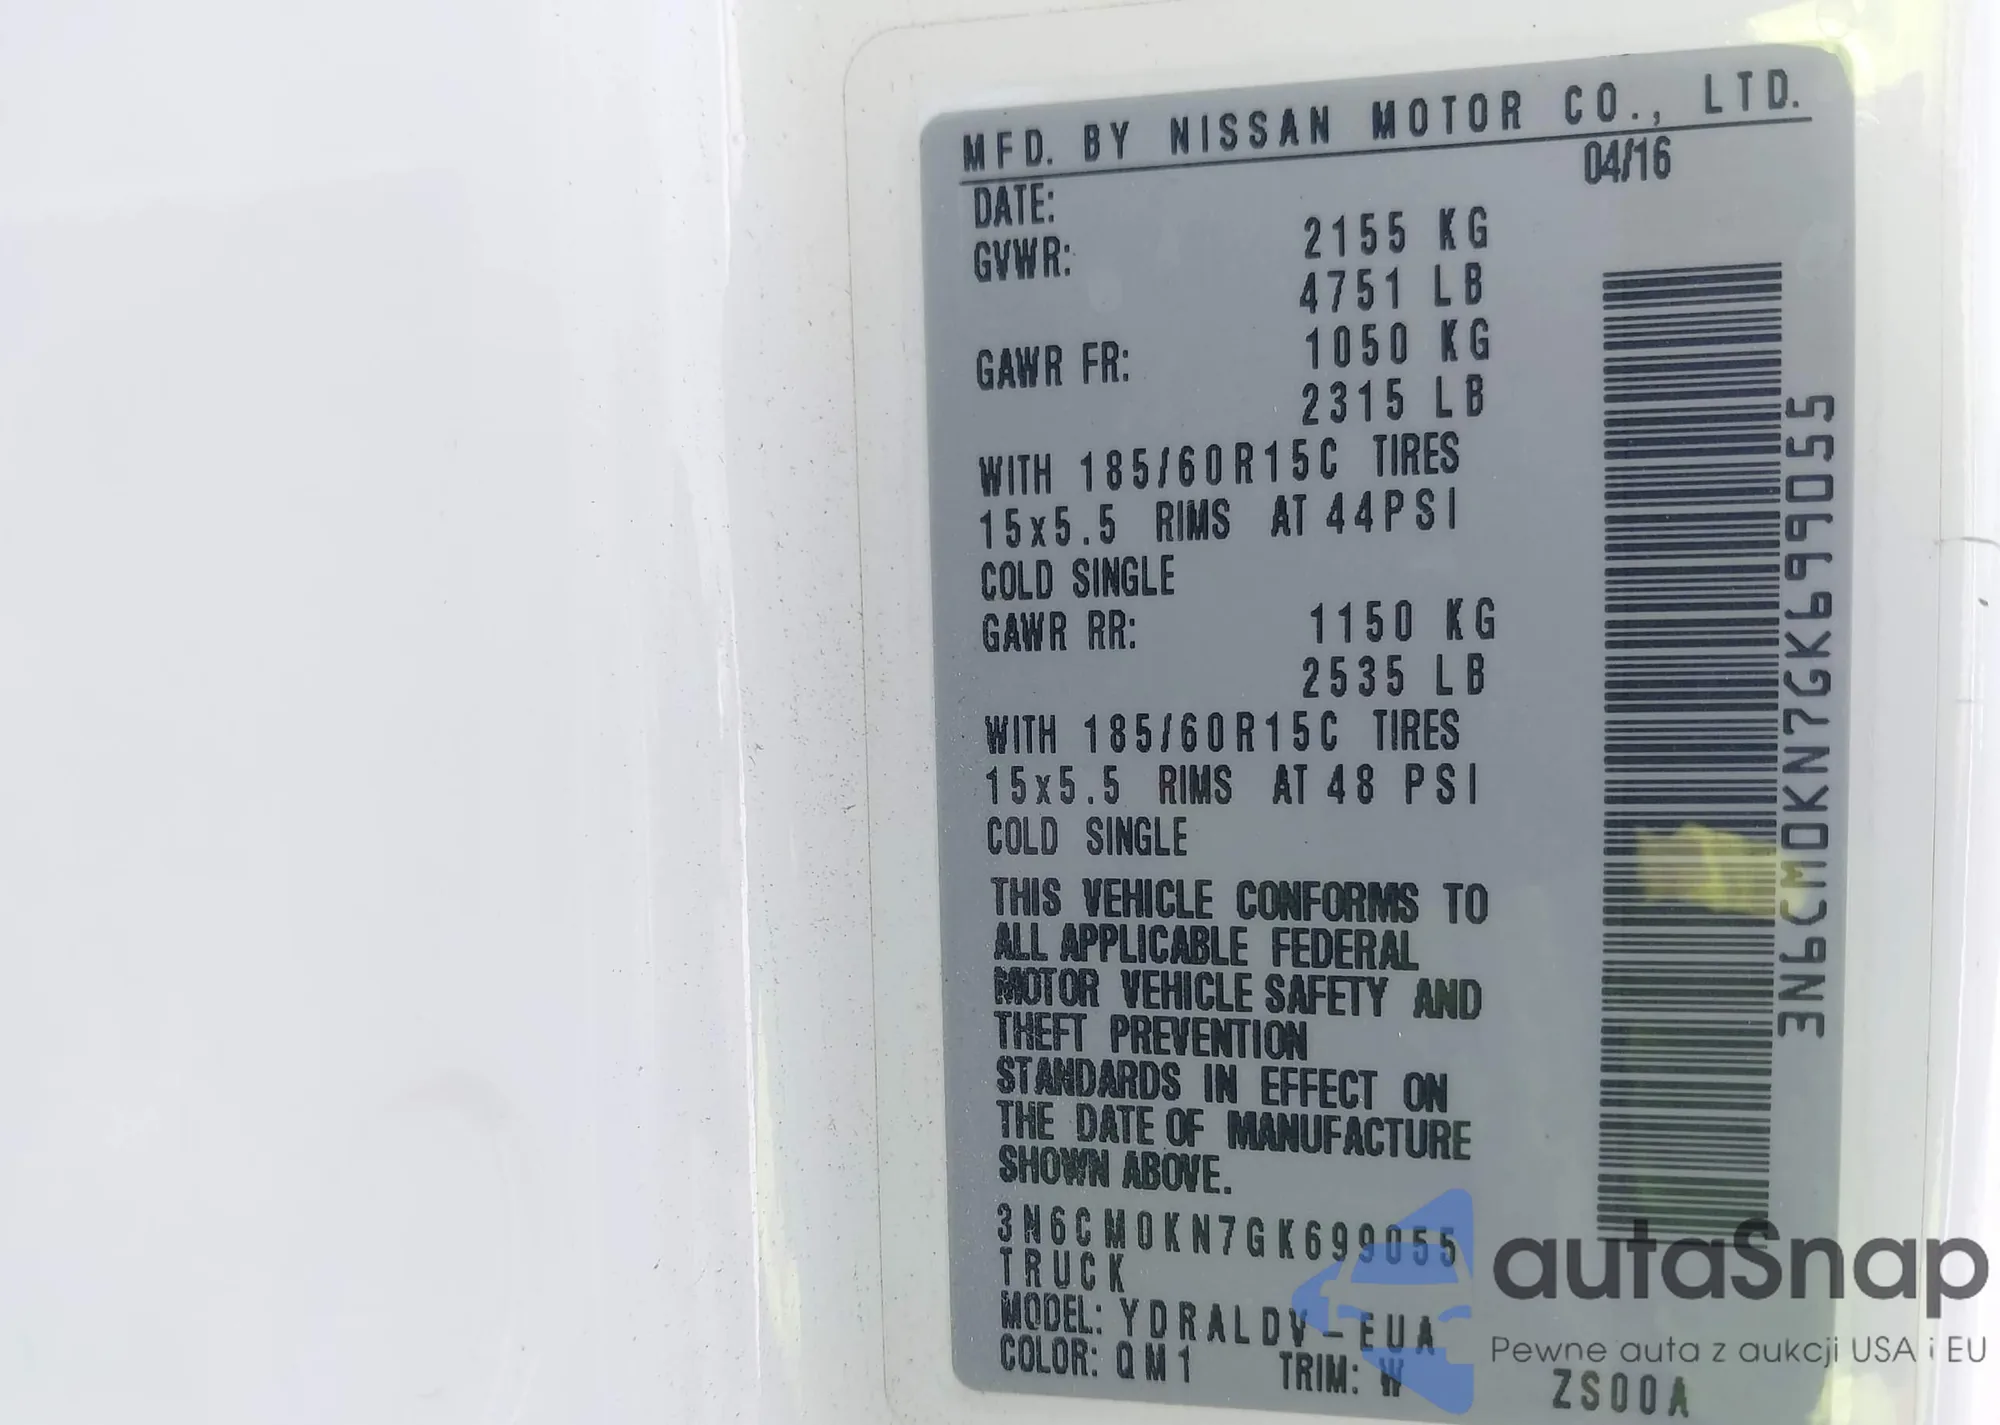 MFD. BY NISSAN MOTOR CO., LTD.
DATE: 04/16
GVWR: 2155 KG
4751 LB
GAWR FR: 1050 KG
2315 LB
WITH 185/60R15C TIRES
15x5.5 RIMS AT 44PSI
COLD SINGLE
GAWR RR: 1150 KG
2535 LB
WITH 185/60R15C TIRES
15x5.5 RIMS AT 48 PSI
COLD SINGLE
THIS VEHICLE CONFORMS TO
ALL APPLICABLE FEDERAL
MOTOR VEHICLE SAFETY AND
THEFT PREVENTION
STANDARDS IN EFFECT ON
THE DATE OF MANUFACTURE
SHOWN ABOVE.
3N6CM0KN7GK699055
TRUCK
MODEL: YDRALDV-EUA
COLOR: QM1 TRIM: W ZS00A
3N6CM0KN7GK699055
autaSnap
Pewne auta z aukcji USA i EU